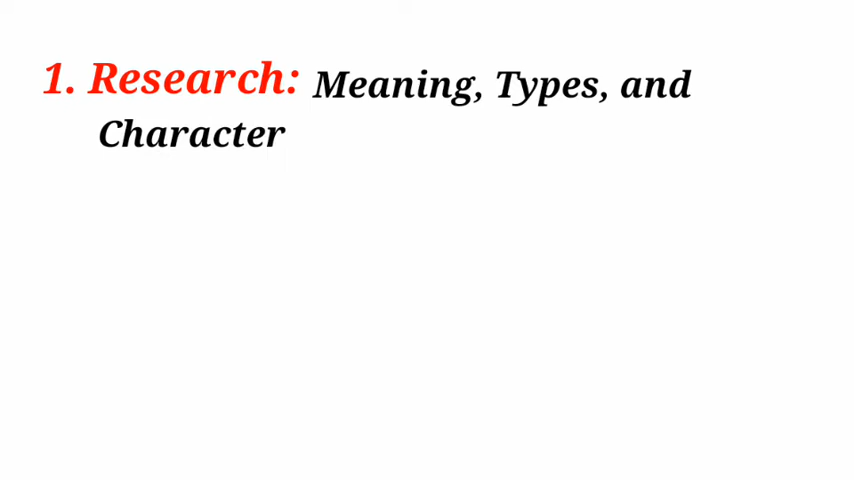 1. Research: Meaning, Types, and
Character